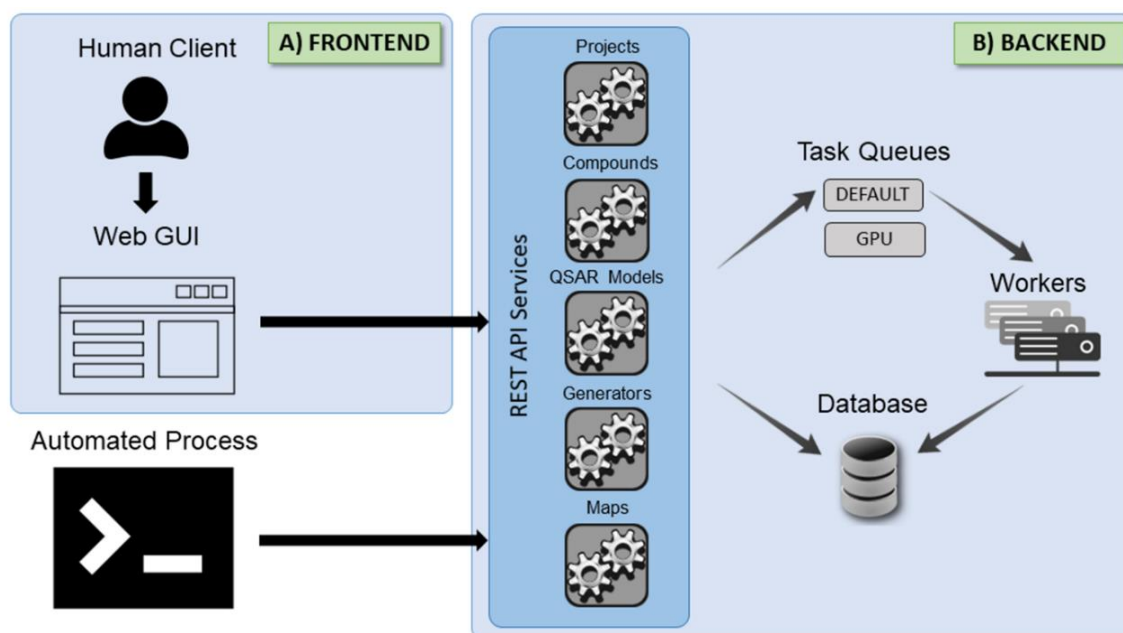 A) FRONTEND
Human Client
Web GUI
Automated Process
B) BACKEND
REST API Services
Projects
Compounds
QSAR Models
Generators
Maps
Task Queues
DEFAULT
GPU
Workers
Database